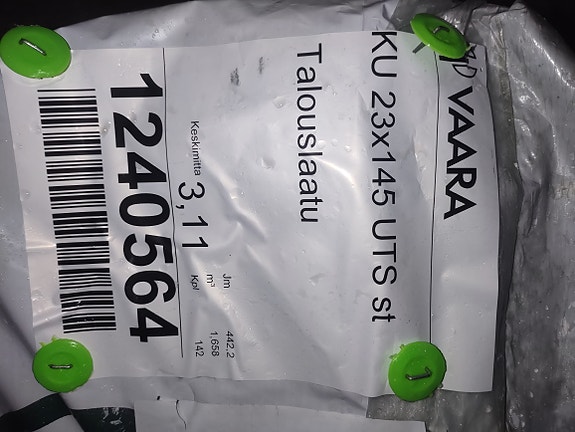 VAARA
KU 23x145 UTS st
Talouslaatu
Jm 442,2
m³ 1,658
Kpl 142
Keskimitta 3,11
1240564